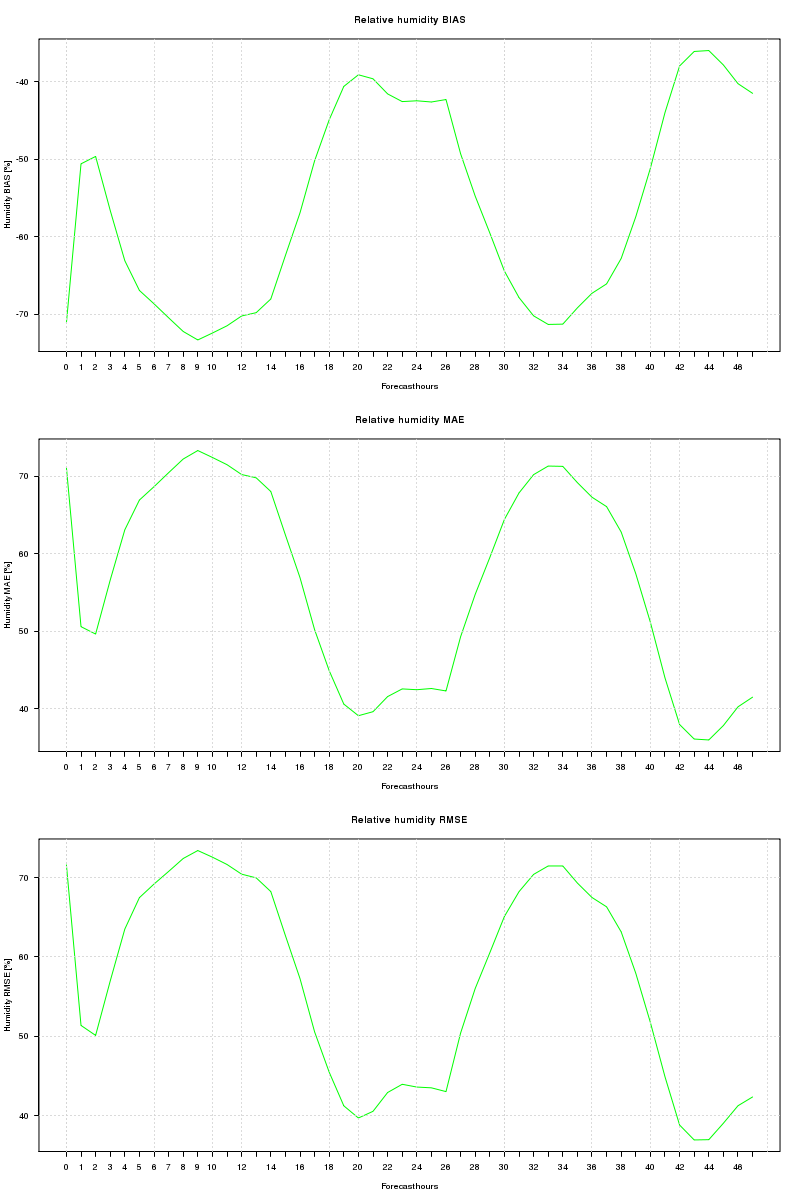 Relative humidity BIAS
Humidity BIAS [%]
-40
-50
-60
-70
0 1 2 3 4 5 6 7 8 9 10 12 14 16 18 20 22 24 26 28 30 32 34 36 38 40 42 44 46
Forecasthours
Relative humidity MAE
Humidity MAE [%]
70
60
50
40
0 1 2 3 4 5 6 7 8 9 10 12 14 16 18 20 22 24 26 28 30 32 34 36 38 40 42 44 46
Forecasthours
Relative humidity RMSE
Humidity RMSE [%]
70
60
50
40
0 1 2 3 4 5 6 7 8 9 10 12 14 16 18 20 22 24 26 28 30 32 34 36 38 40 42 44 46
Forecasthours